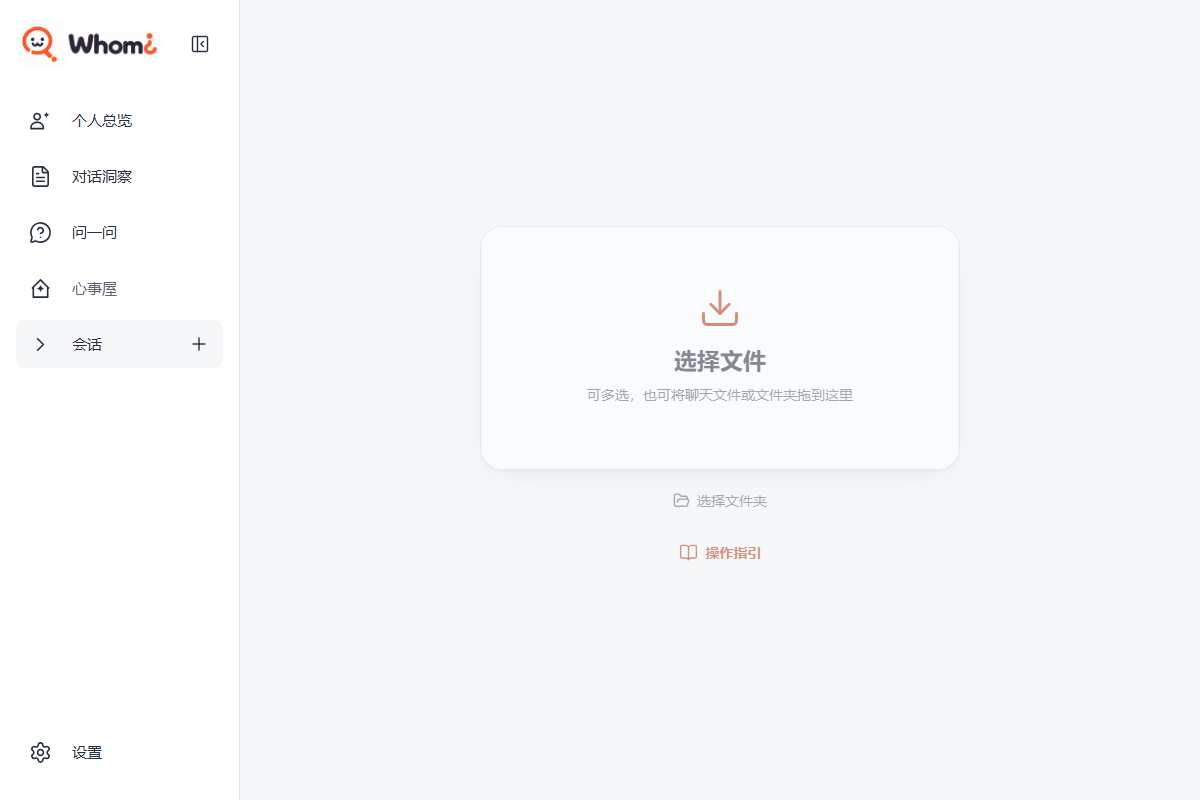 Whomi
个人总览
对话洞察
问一问
心事屋
会话
设置
选择文件
可多选，也可将聊天文件或文件夹拖到这里
选择文件夹
操作指引